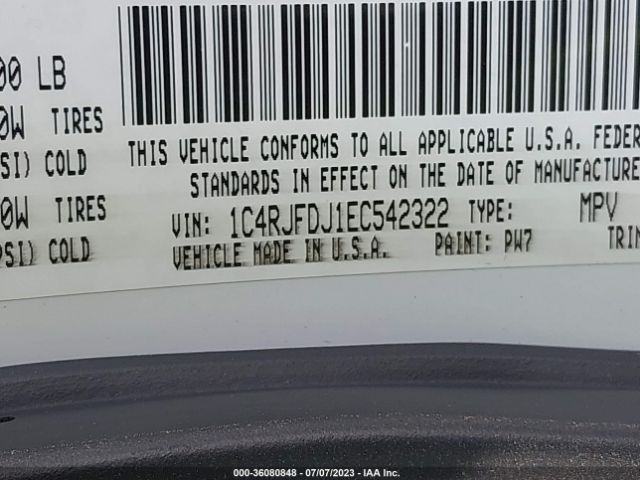 00 LB
0W TIRES
SI) COLD
THIS VEHICLE CONFORMS TO ALL APPLICABLE U.S.A. FEDER
STANDARDS IN EFFECT ON THE DATE OF MANUFACTURE
0W TIRES
VIN: 1C4RJFDJ1EC542322 TYPE: MPV
PSI) COLD
VEHICLE MADE IN U.S.A. PAINT: PW7 TRIM
000-36080848 - 07/07/2023 - IAA Inc.